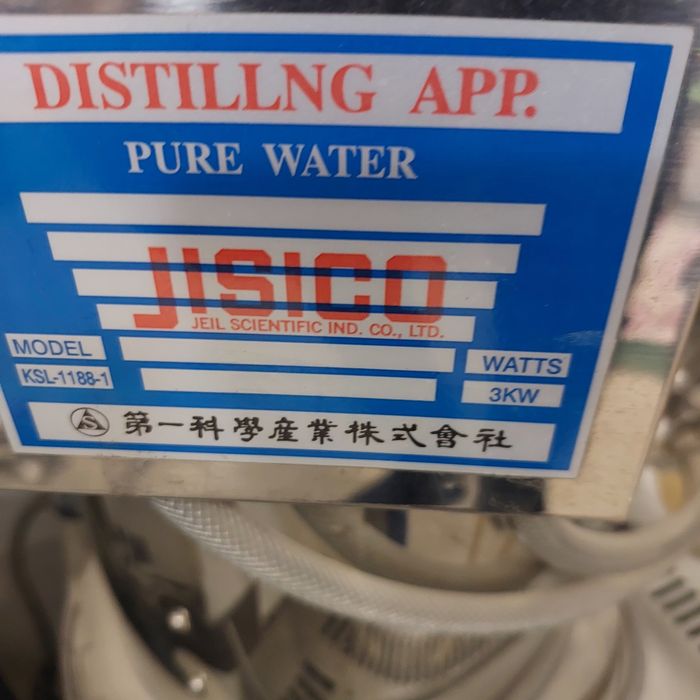 DISTILLNG APP.
PURE WATER
JISICO
JEIL SCIENTIFIC IND. CO., LTD.
MODEL
KSL-1188-1
WATTS
3KW
第一科學産業株式會社